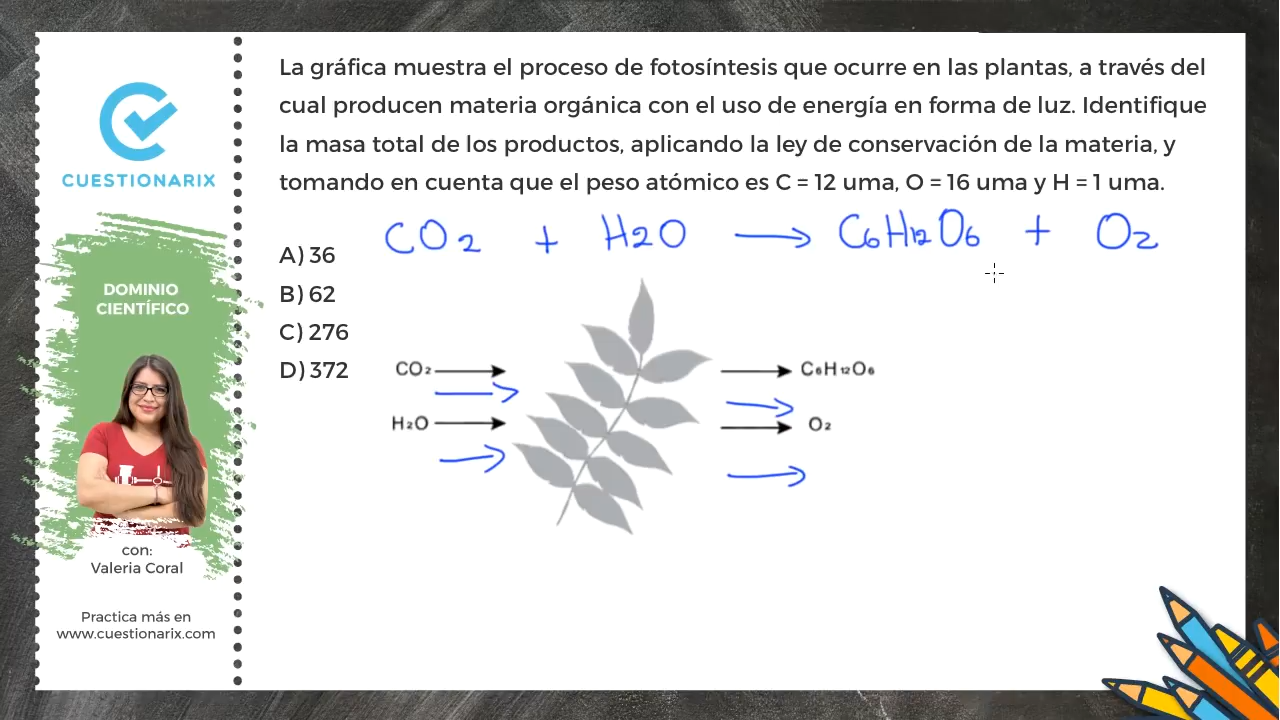 La gráfica muestra el proceso de fotosíntesis que ocurre en las plantas, a través del
cual producen materia orgánica con el uso de energía en forma de luz. Identifique
la masa total de los productos, aplicando la ley de conservación de la materia, y
tomando en cuenta que el peso atómico es C = 12 uma, O = 16 uma y H = 1 uma.
CUESTIONARIX
CO2 + H2O → C6H12O6 + O2
A) 36
B) 62
C) 276
D) 372
CO₂ → → C₆H₁₂O₆
H₂O → → O₂
DOMINIO
CIENTÍFICO
con:
Valeria Coral
Practica más en
www.cuestionarix.com